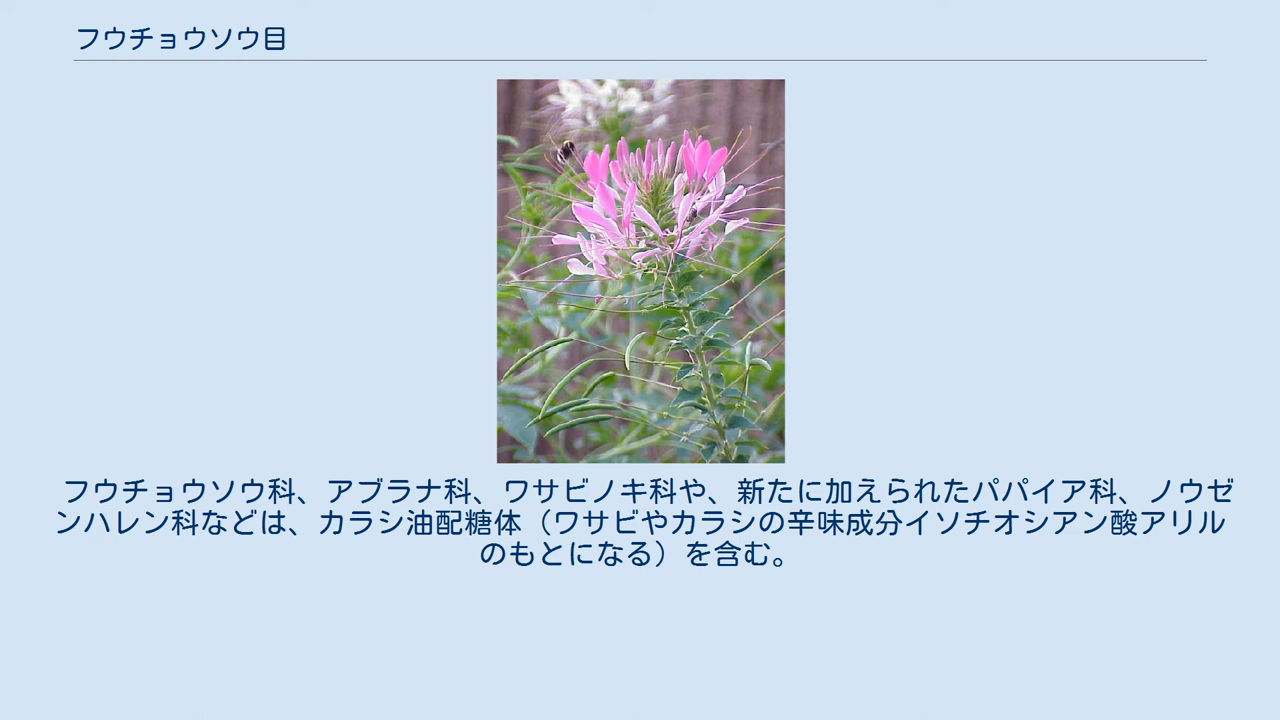 フウチョウソウ目
フウチョウソウ科、アブラナ科、ワサビノキ科や、新たに加えられたパパイア科、ノウゼ
ンハレン科などは、カラシ油配糖体（ワサビやカラシの辛味成分イソチオシアン酸アリル
のもとになる）を含む。